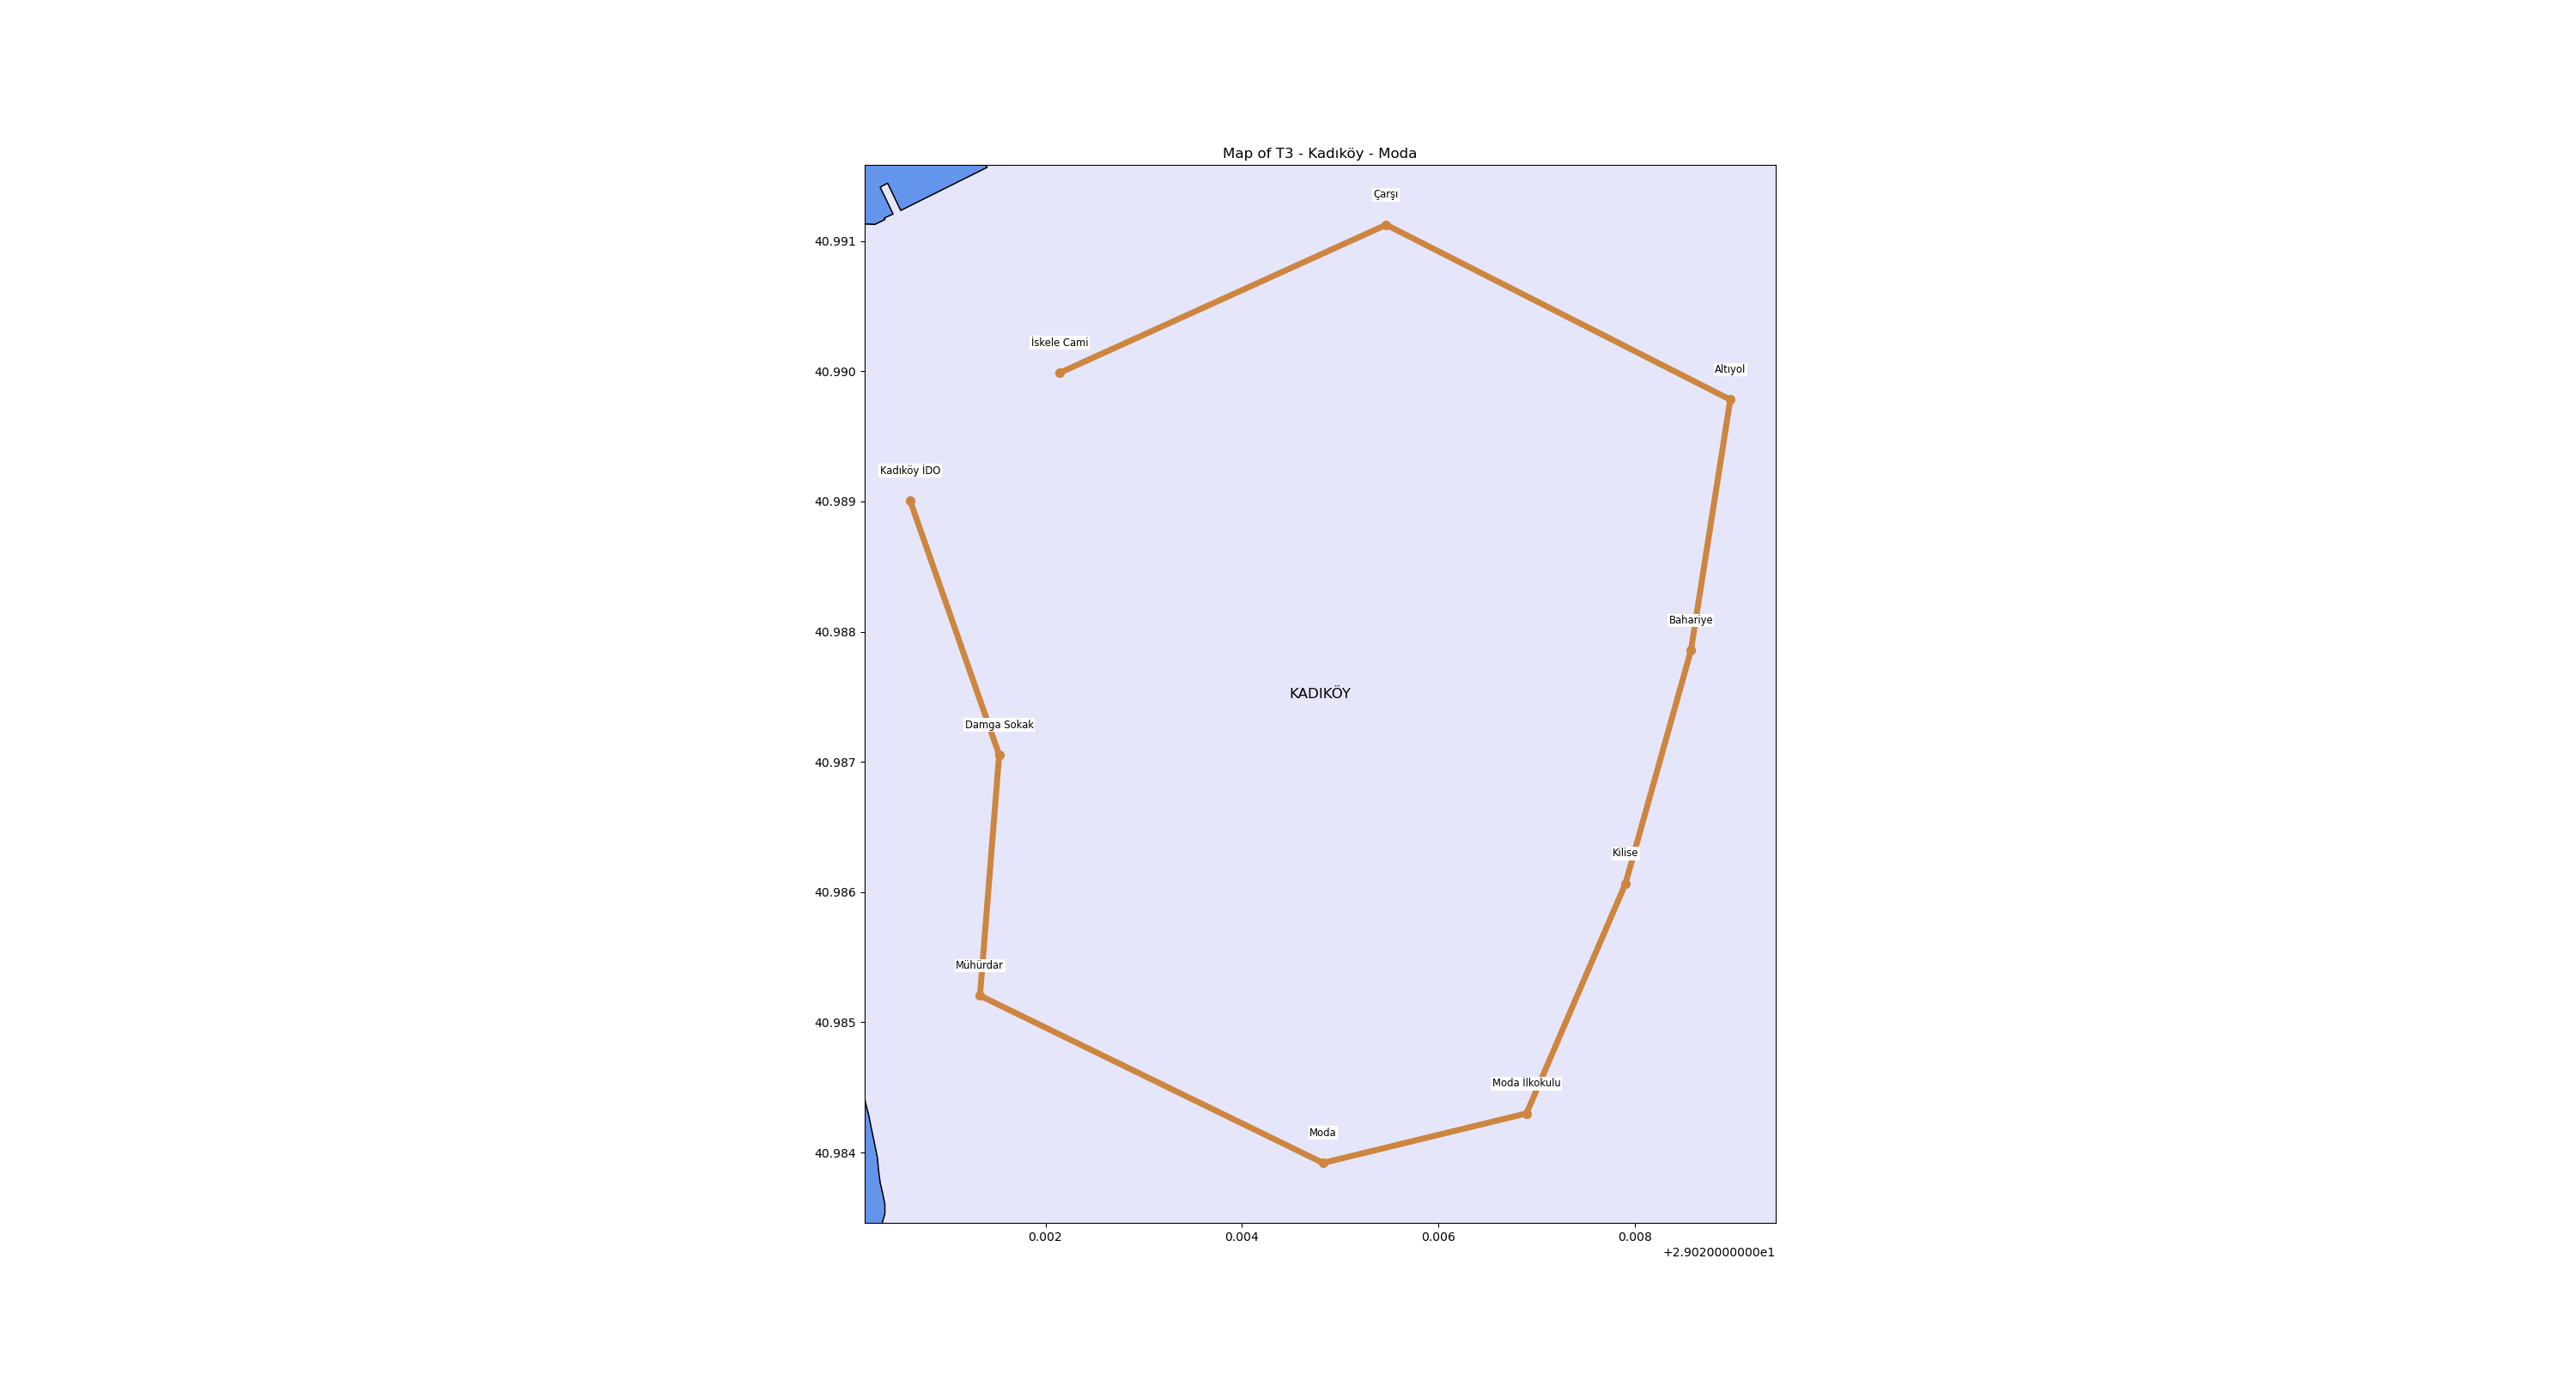 Map of T3 - Kadıköy - Moda
Çarşı
40.991
İskele Cami
40.990
Altıyol
Kadıköy İDO
40.989
Bahariye
40.988
KADIKÖY
Damga Sokak
40.987
Kilise
40.986
Mühürdar
40.985
Moda İlkokulu
Moda
40.984
0.002 0.004 0.006 0.008
+2.9020000000e1